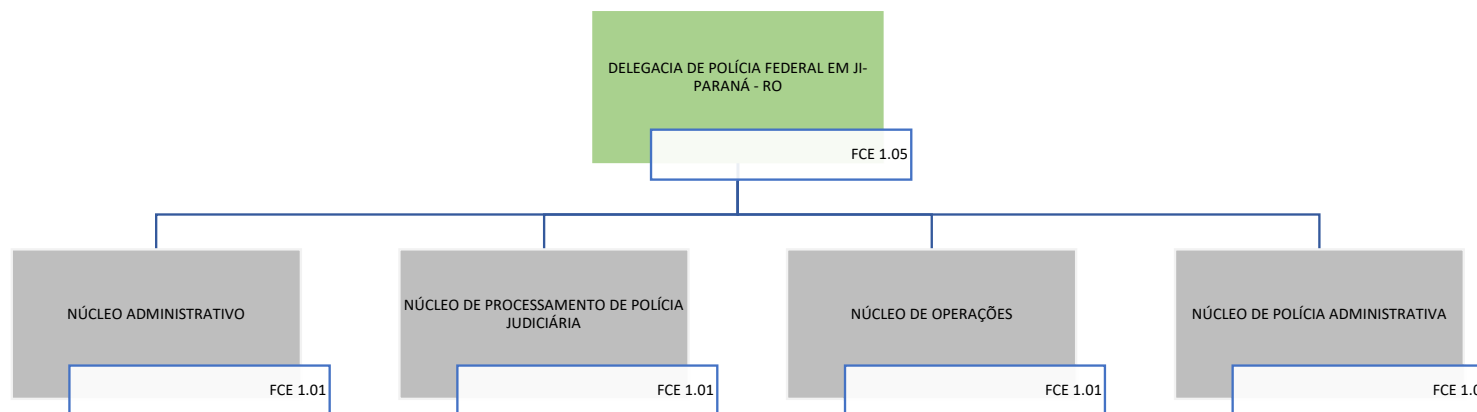 DELEGACIA DE POLÍCIA FEDERAL EM JI-
PARANÁ - RO
FCE 1.05
NÚCLEO ADMINISTRATIVO
FCE 1.01
NÚCLEO DE PROCESSAMENTO DE POLÍCIA
JUDICIÁRIA
FCE 1.01
NÚCLEO DE OPERAÇÕES
FCE 1.01
NÚCLEO DE POLÍCIA ADMINISTRATIVA
FCE